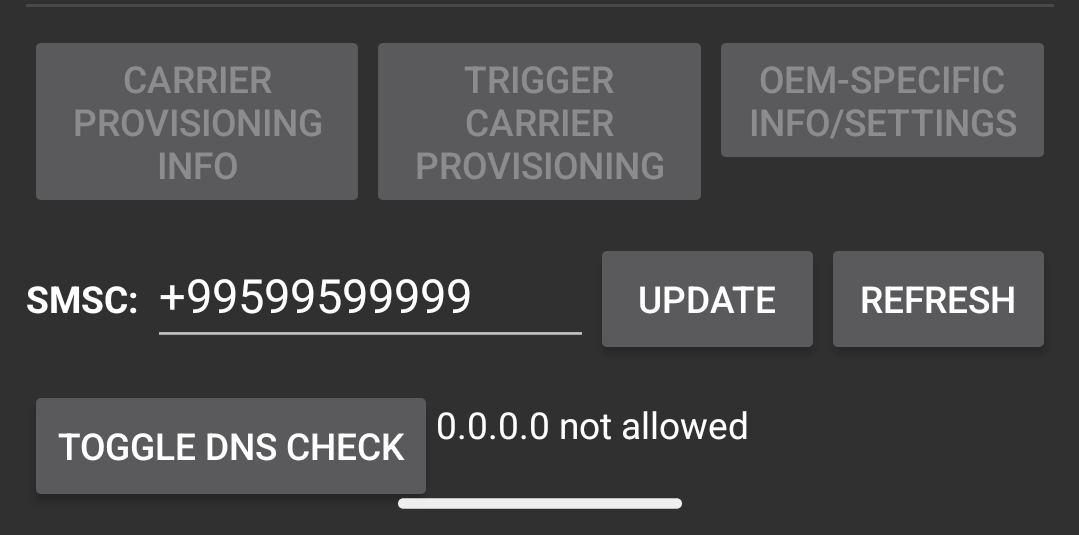 CARRIER
PROVISIONING
INFO
TRIGGER
CARRIER
PROVISIONING
OEM-SPECIFIC
INFO/SETTINGS
SMSC: +99599599999 UPDATE REFRESH
TOGGLE DNS CHECK 0.0.0.0 not allowed